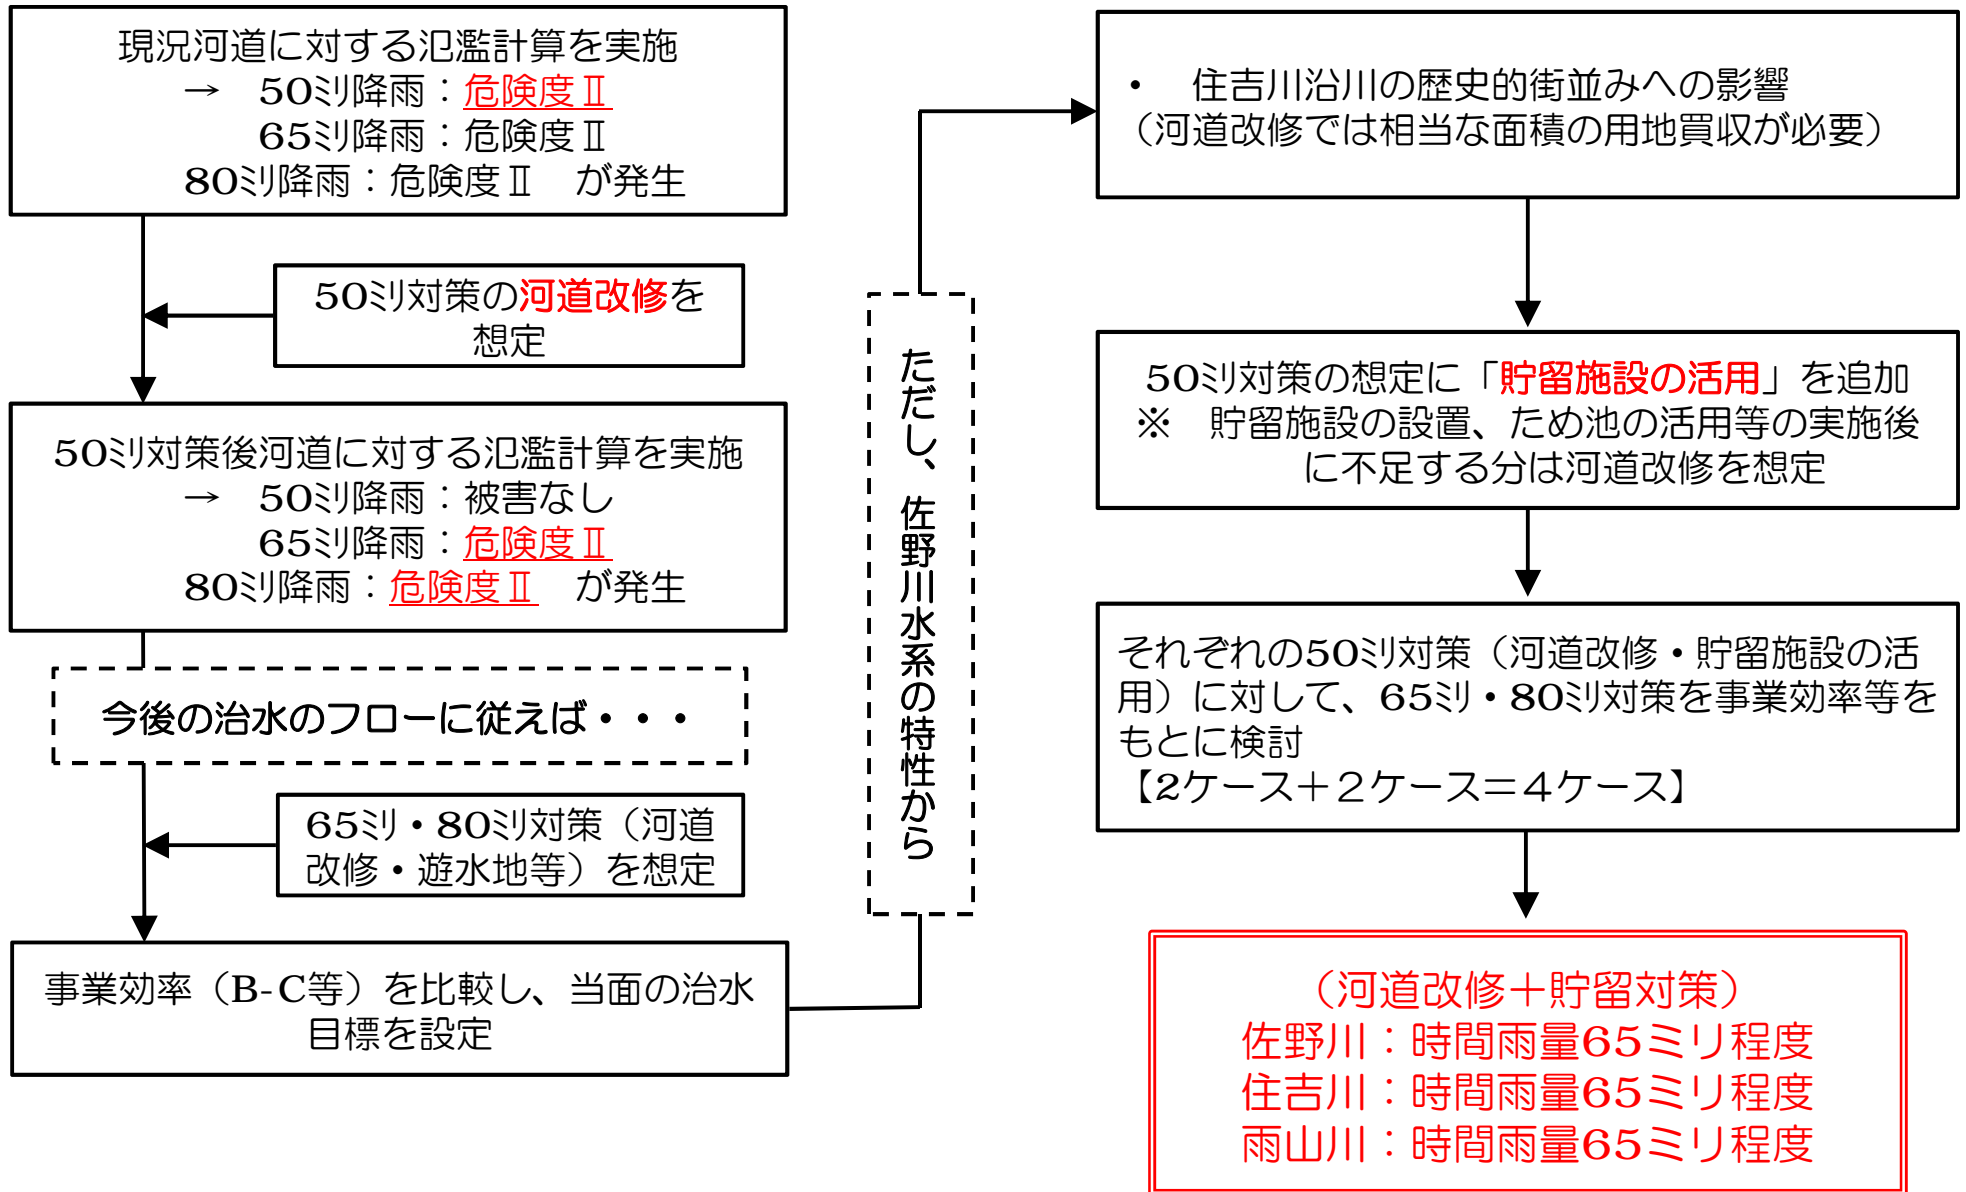 現況河道に対する氾濫計算を実施
→　50ミリ降雨：危険度Ⅱ
65ミリ降雨：危険度Ⅱ
80ミリ降雨：危険度Ⅱ　が発生
50ミリ対策の河道改修を
想定
50ミリ対策後河道に対する氾濫計算を実施
→　50ミリ降雨：被害なし
65ミリ降雨：危険度Ⅱ
80ミリ降雨：危険度Ⅱ　が発生
今後の治水のフローに従えば・・・
65ミリ・80ミリ対策（河道
改修・遊水地等）を想定
事業効率（B-C等）を比較し、当面の治水
目標を設定
ただし、佐野川水系の特性から
・　住吉川沿川の歴史的街並みへの影響
（河道改修では相当な面積の用地買収が必要）
50ミリ対策の想定に「貯留施設の活用」を追加
※　貯留施設の設置、ため池の活用等の実施後
に不足する分は河道改修を想定
それぞれの50ミリ対策（河道改修・貯留施設の活
用）に対して、65ミリ・80ミリ対策を事業効率等を
もとに検討
【2ケース＋２ケース＝４ケース】
（河道改修＋貯留対策）
佐野川：時間雨量65ミリ程度
住吉川：時間雨量65ミリ程度
雨山川：時間雨量65ミリ程度